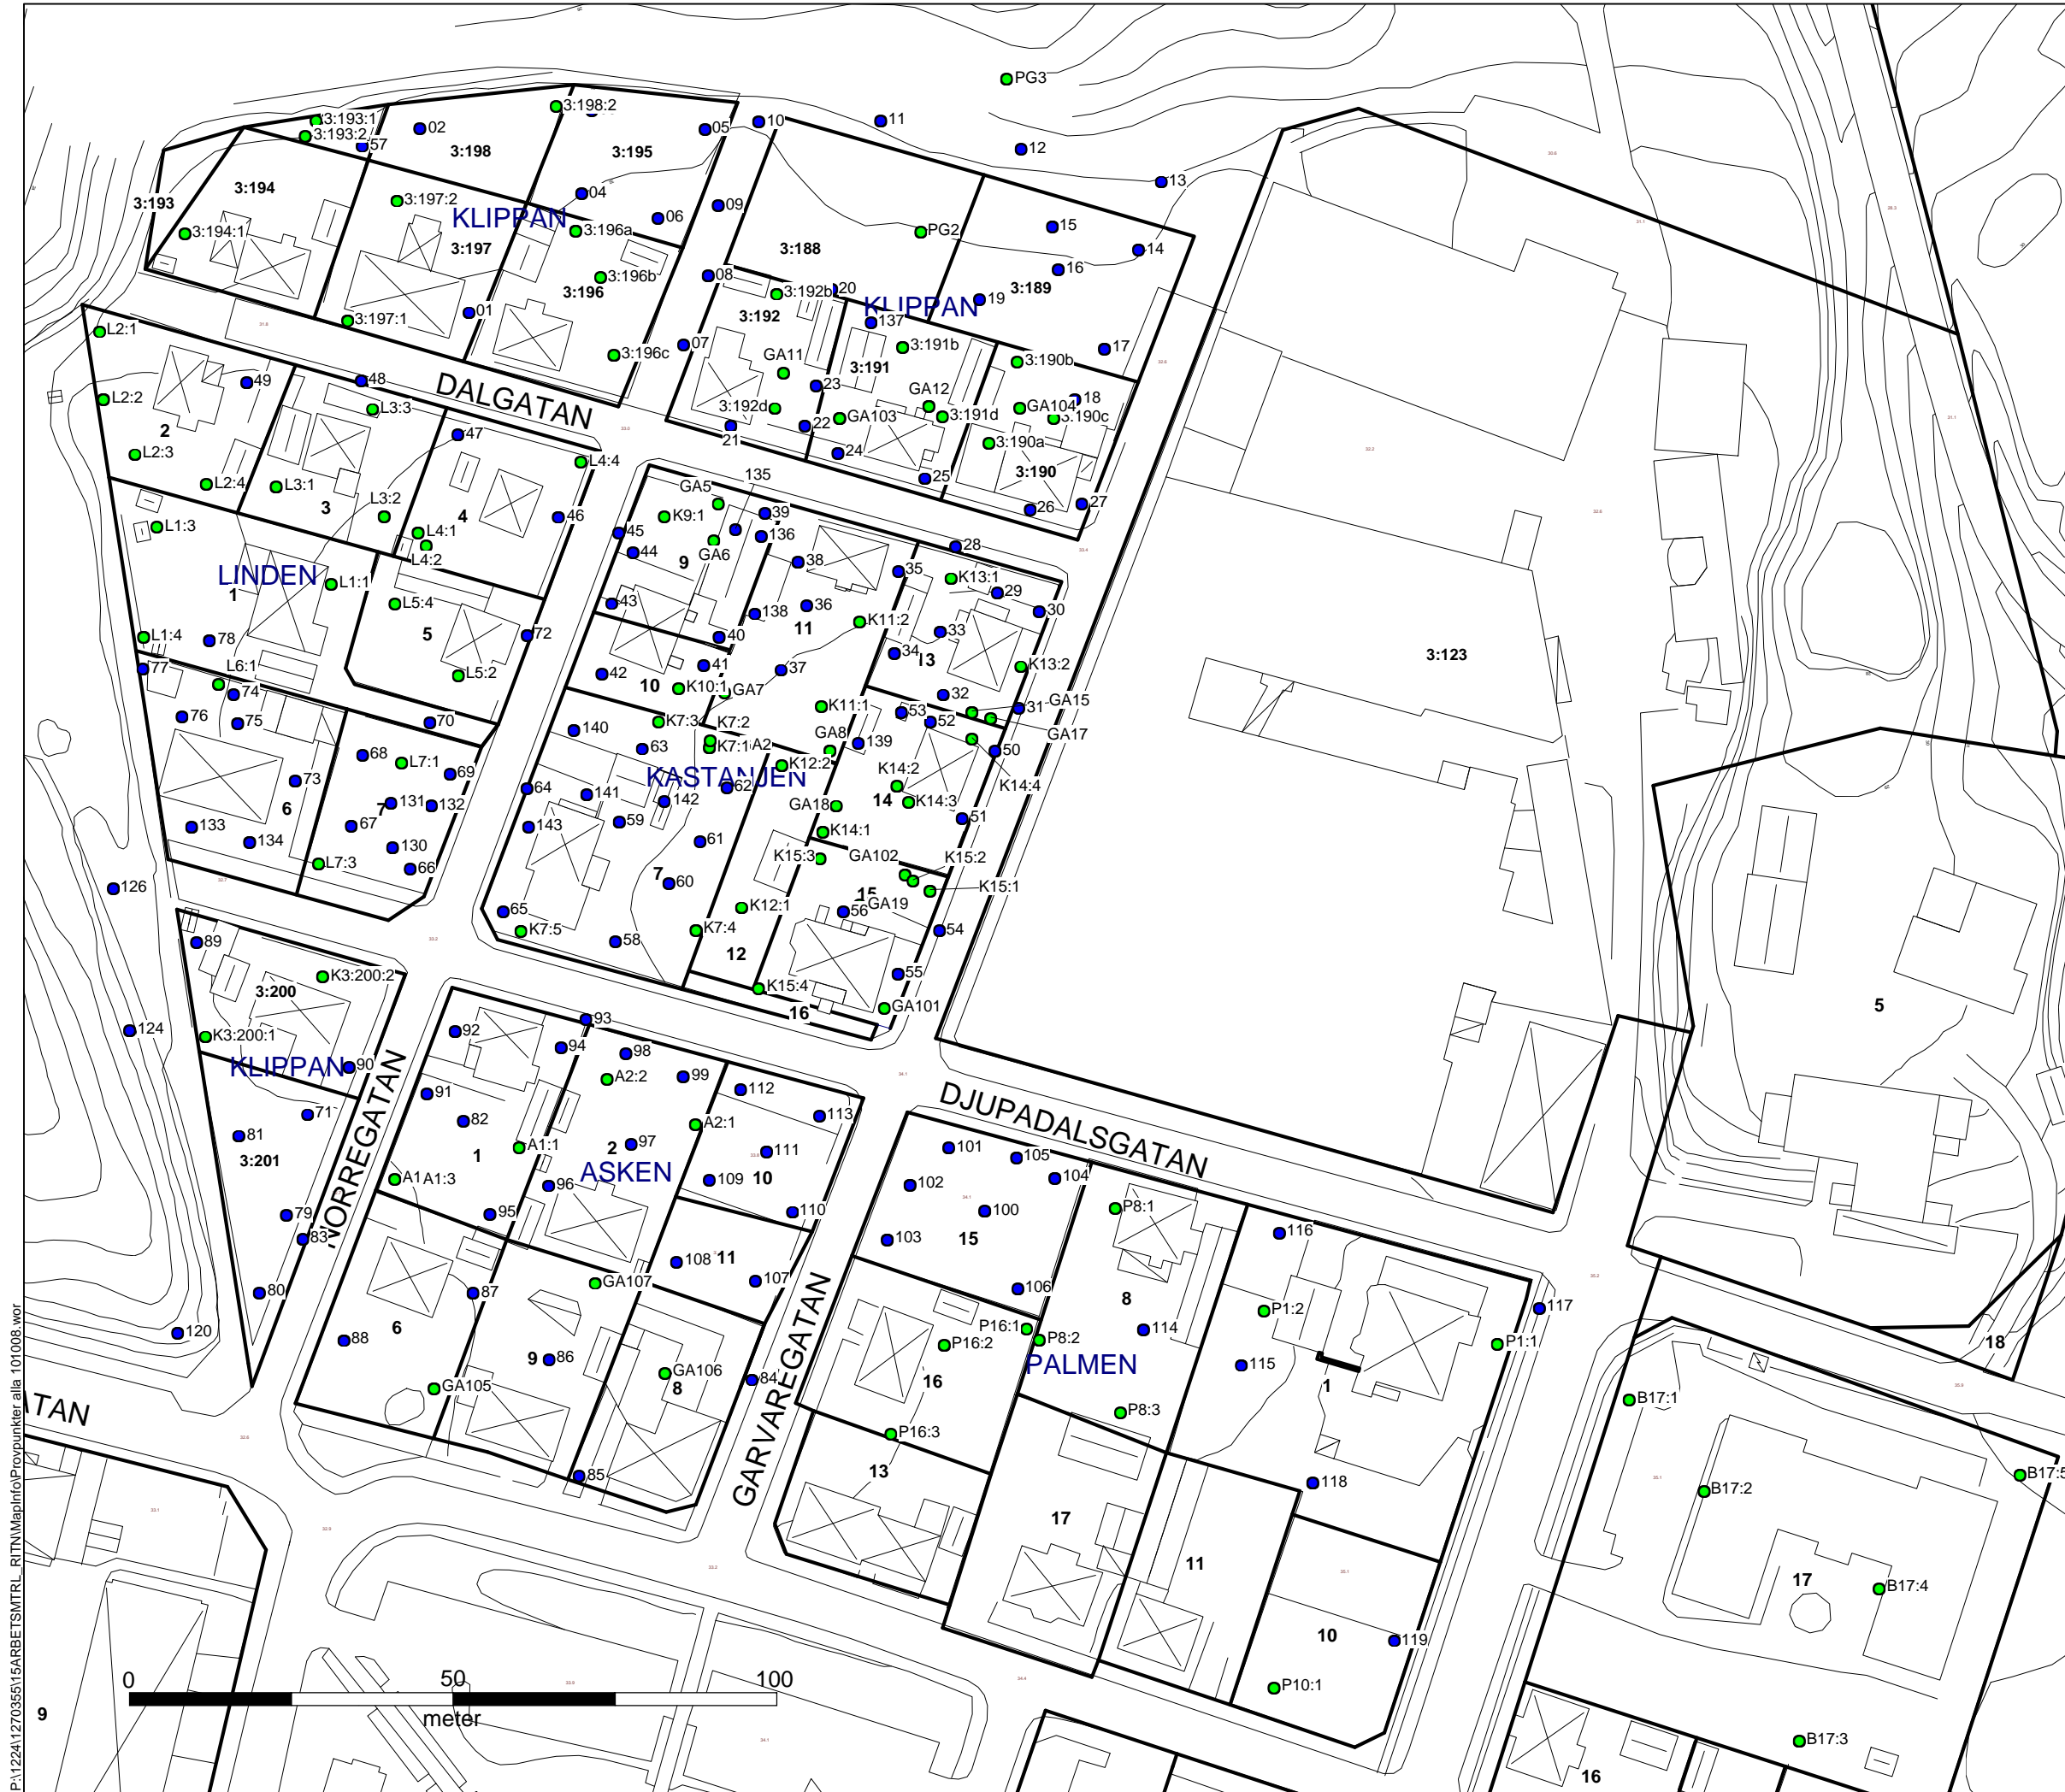 PG3
3:198:2
3:193:1
3:193:2
57
02
05
10
11
12
3:198
3:195
3:194
3:193
3:197:2
04
09
06
13
KLIPPAN
3:194:1
3:197
3:196a
PG2
15
14
3:188
3:196b
08
16
3:189
3:196
3:192b
20
19
KLIPPAN
3:197:1
01
3:192
137
L2:1
07
3:191b
17
3:196c
GA11
3:191
3:190b
49
48
DALGATAN
23
GA12
18
L2:2
L3:3
3:192d
GA103
3:191d
GA104
3:190c
2
47
21
22
3:190a
L2:3
24
3:190
L4:4
25
L2:4
L3:1
135
GA5
27
26
3
L3:2
4
46
K9:1
39
L1:3
45
136
28
L4:1
44
GA6
9
38
L4:2
35
K13:1
LINDEN
1
L1:1
29
L5:4
43
138
36
30
5
11
K11:2
33
L1:4
78
72
40
34
13
3:123
77
L6:1
L5:2
42
41
37
K13:2
10
K10:1
GA7
32
74
K11:1
53
31
GA15
76
75
70
K7:3
K7:2
52
140
GA8
139
GA17
68
63
K7:1
A2
50
L7:1
69
K12:2
KASTANJEN
K14:2
K14:4
73
64
141
142
62
14
131
132
GA18
K14:3
6
7
133
67
143
59
51
134
130
61
K14:1
66
K15:3
GA102
K15:2
L7:3
126
7
60
15
K15:1
K12:1
56
GA19
65
K7:5
K7:4
54
89
58
12
K3:200:2
55
3:200
K15:4
16
GA101
5
124
93
92
K3:200:1
94
98
KLIPPAN
90
A2:2
99
112
DJUPADALSGATAN
91
71
113
82
A2:1
81
97
101
3:201
1
A1:1
2
111
105
ASKEN
10
104
A1
A1:3
96
109
102
NORREGATAN
79
95
110
100
P8:1
83
103
15
116
108
11
80
87
GA107
107
106
8
P1:2
117
120
88
6
P16:1
P8:2
114
P1:1
18
P16:2
PALMEN
9
86
GA106
84
115
8
16
1
GA105
B17:1
ATAN
P8:3
GARVAREGATAN
P16:3
13
85
118
B17:5
B17:2
17
11
17
B17:4
10
119
0
50
100
P10:1
meter
9
B17:3
16
P:\1224\1270355\15ARBETSMTRL_RITN\MapInfo\Provpunkter alla 101008.wor